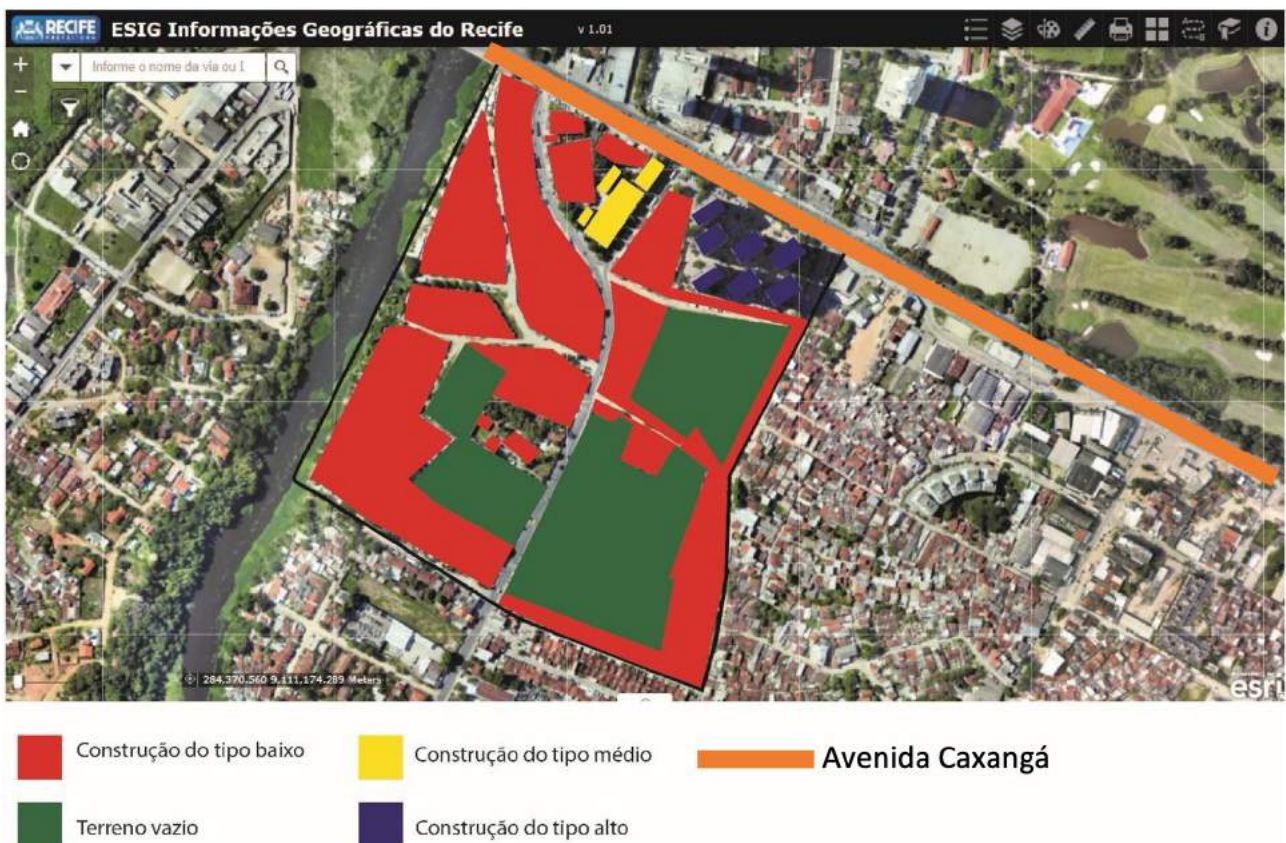 RECIFE
PREFEITURA
ESIG Informações Geográficas do Recife
v 1.01
Informe o nome da via ou l
284,370.560 9,111,174.289 Meters
esri
Construção do tipo baixo
Construção do tipo médio
Avenida Caxangá
Terreno vazio
Construção do tipo alto